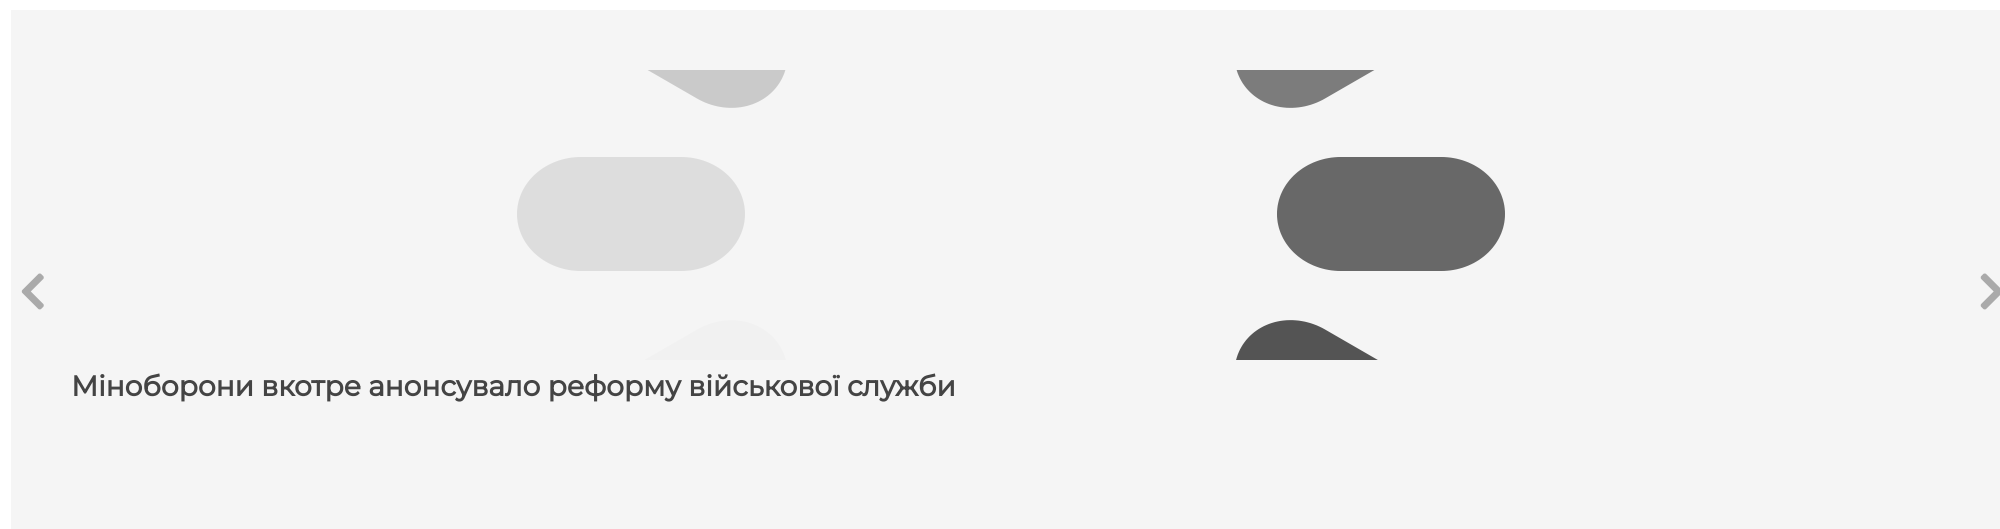 Міноборони вкотре анонсувало реформу військової служби